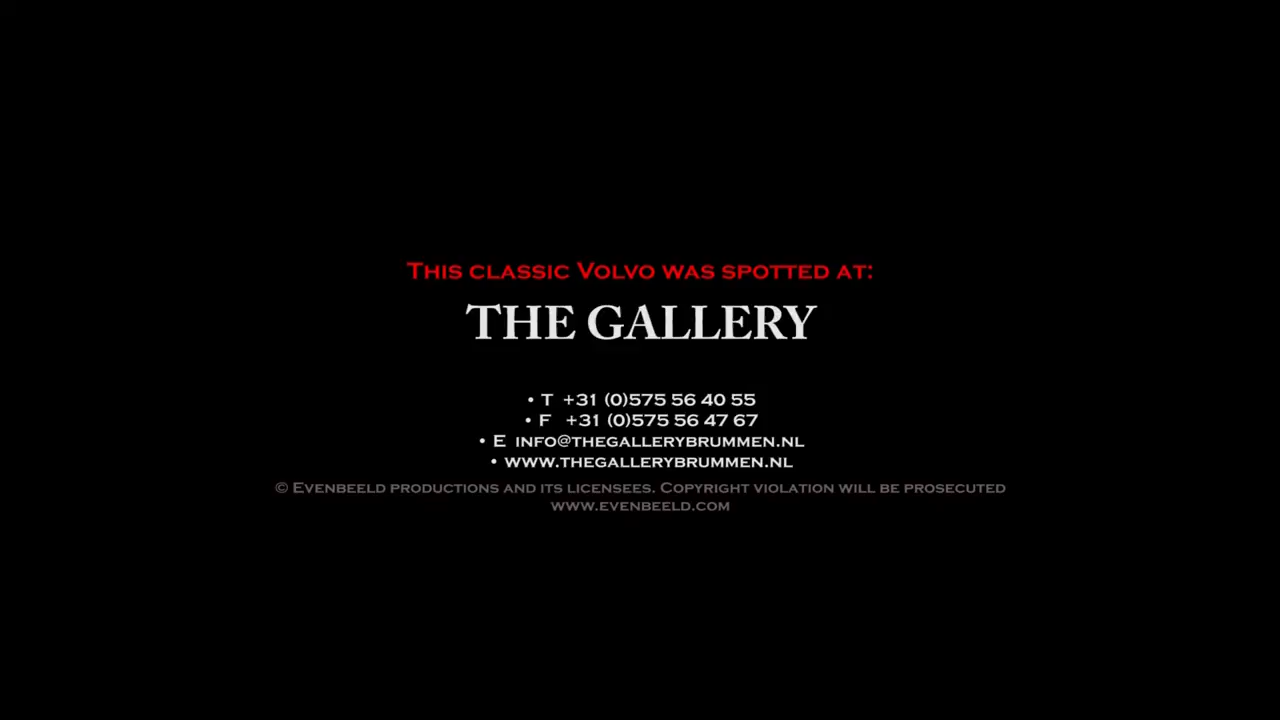 This classic Volvo was spotted at:
THE GALLERY
• T +31 (0)575 56 40 55
• F +31 (0)575 56 47 67
• E info@thegallerybrummen.nl
• www.thegallerybrummen.nl
© Evenbeeld productions and its licensees. Copyright violation will be prosecuted
www.evenbeeld.com